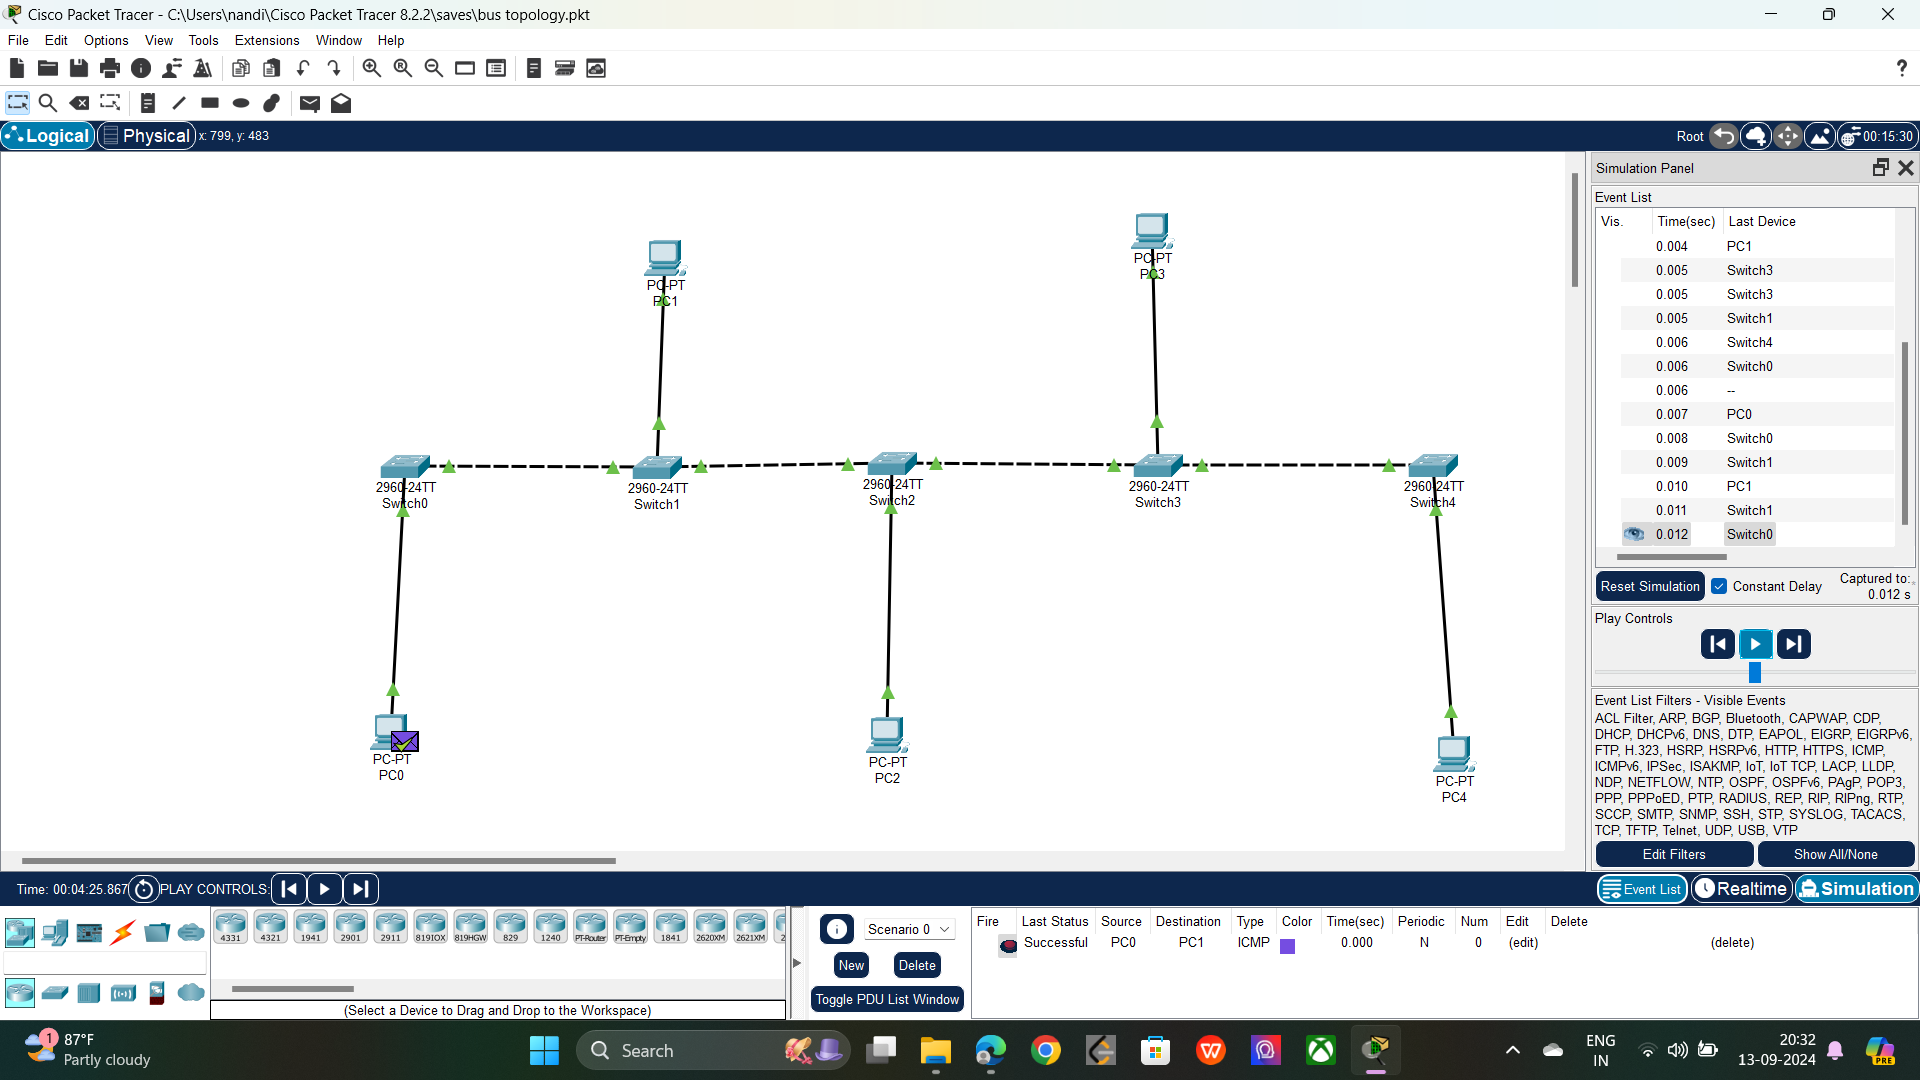 Cisco Packet Tracer - C:\Users\nandi\Cisco Packet Tracer 8.2.2\saves\bus topology.pkt
File Edit Options View Tools Extensions Window Help
?
Logical Physical x: 799, y: 483 Root 00:15:30
Simulation Panel
Event List
Vis. Time(sec) Last Device
0.004 PC1
0.005 Switch3
0.005 Switch3
0.005 Switch1
0.006 Switch4
0.006 Switch0
0.006 --
0.007 PC0
0.008 Switch0
0.009 Switch1
0.010 PC1
0.011 Switch1
0.012 Switch0
Reset Simulation Constant Delay Captured to:
0.012 s
Play Controls
Event List Filters - Visible Events
ACL Filter, ARP, BGP, Bluetooth, CAPWAP, CDP,
DHCP, DHCPv6, DNS, DTP, EAPOL, EIGRP, EIGRPv6,
FTP, H.323, HSRP, HSRPv6, HTTP, HTTPS, ICMP,
ICMPv6, IPSec, ISAKMP, IoT, IoT TCP, LACP, LLDP,
NDP, NETFLOW, NTP, OSPF, OSPFv6, PAgP, POP3,
PPP, PPPoED, PTP, RADIUS, REP, RIP, RIPng, RTP,
SCCP, SMTP, SNMP, SSH, STP, SYSLOG, TACACS,
TCP, TFTP, Telnet, UDP, USB, VTP
Edit Filters Show All/None
PC-PT
PC1
PC-PT
PC3
2960-24TT
Switch0
2960-24TT
Switch1
2960-24TT
Switch2
2960-24TT
Switch3
2960-24TT
Switch4
PC-PT
PC0
PC-PT
PC2
PC-PT
PC4
Time: 00:04:25.867 PLAY CONTROLS: Event List Realtime Simulation
4331 4321 1941 2901 2911 819IOX 819HGW 829 1240 PT-Router PT-Empty 1841 2620XM 2621XM
(Select a Device to Drag and Drop to the Workspace)
Scenario 0
New Delete
Toggle PDU List Window
Fire Last Status Source Destination Type Color Time(sec) Periodic Num Edit Delete
Successful PC0 PC1 ICMP 0.000 N 0 (edit) (delete)
1
87°F
Partly cloudy
Search
ENG
IN
20:32
13-09-2024
PRE